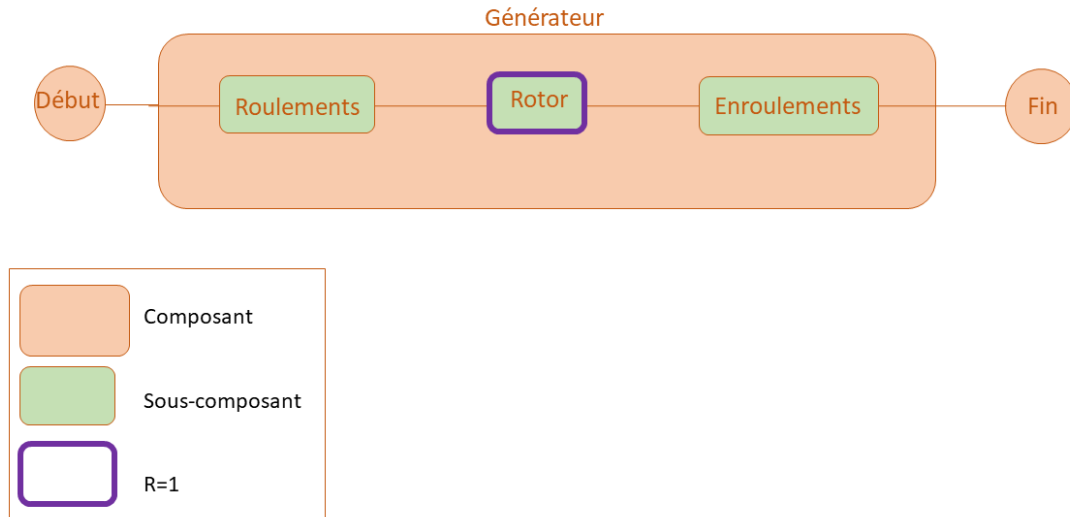 Générateur
Début
Roulements
Rotor
Enroulements
Fin
Composant
Sous-composant
R=1